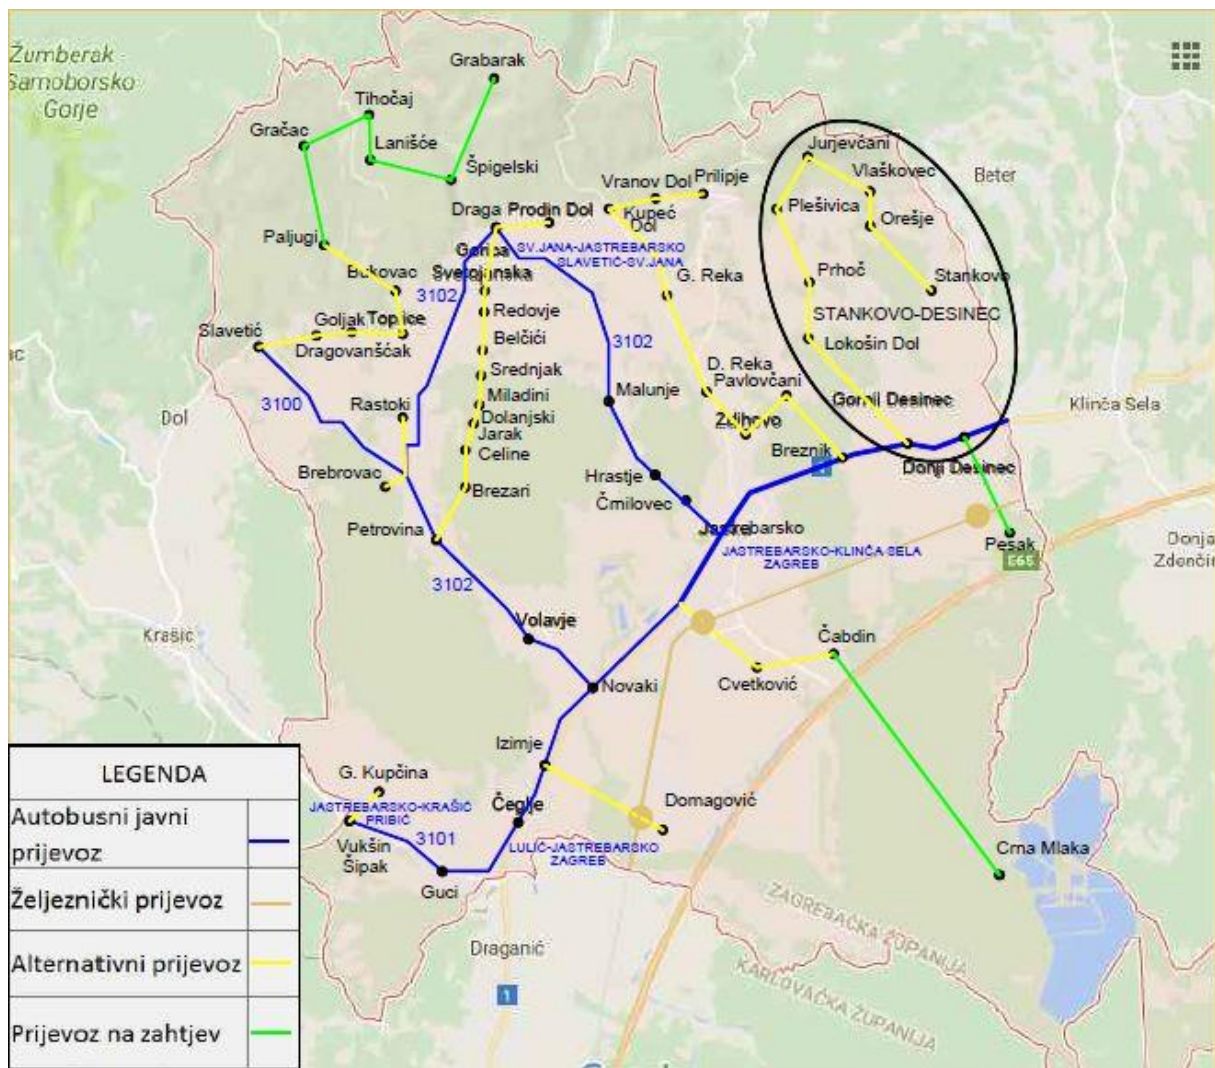 Žumberak -
Samoborsko
Gorje
Grabarak
Tihočaj
Gračac
Lanišće
Špigelski
Jurjevčani
Vlaškovec
Beter
Vranov Dol
Prilipje
Draga
Prodin Dol
Kupeć
Dol
Plešivica
Orešje
Paljugi
Gorica
SV.JANA-JASTREBARSKO
SLAVETIĆ-SV.JANA
Bukovac
Svetojanska
G. Reka
Prhoč
Stankovo
3102
Redovje
STANKOVO-DESINEC
Slavetić
Goljak
Toplice
Dragovanščak
Belčići
3102
Lokošin Dol
Srednjak
D. Reka
Pavlovčani
3100
Rastoki
Miladini
Malunje
Gornji Desinec
Klinča Sela
Dol
Dolanjski
Jarak
Zdihovo
Celine
Breznik
Brebrovac
Brezari
Hrastje
Donji Desinec
Črnilovec
Petrovina
Jastrebarsko
JASTREBARSKO-KLINČA SELA
ZAGREB
Pesak
Donja
Zdenčin
E65
3102
Krašić
Volavje
Čabdin
Novaki
Cvetković
Izimje
LEGENDA
G. Kupčina
JASTREBARSKO-KRAŠIĆ
PRIBIĆ
Čeglje
Domagović
Autobusni javni
prijevoz
3101
Vukšin
Šipak
LULIĆ-JASTREBARSKO
ZAGREB
Crna Mlaka
Guci
Željeznički prijevoz
Draganić
ZAGREBAČKA ŽUPANIJA
Alternativni prijevoz
KARLOVAČKA ŽUPANIJA
1
Prijevoz na zahtjev